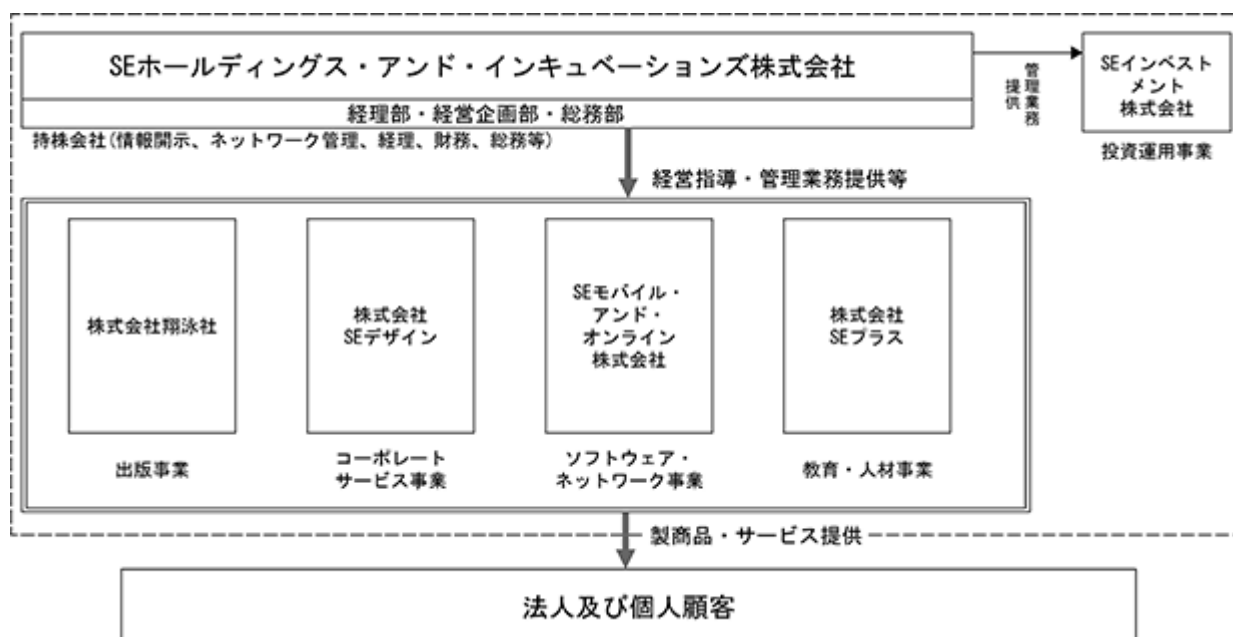 SEホールディングス・アンド・インキュベーションズ株式会社
経理部・経営企画部・総務部
持株会社(情報開示、ネットワーク管理、経理、財務、総務等)
管理業務
提供
SEインベスト
メント
株式会社
投資運用事業
経営指導・管理業務提供等
株式会社翔泳社
出版事業
株式会社
SEデザイン
コーポレート
サービス事業
SEモバイル・
アンド・
オンライン
株式会社
ソフトウェア・
ネットワーク事業
株式会社
SEプラス
教育・人材事業
製商品・サービス提供
法人及び個人顧客